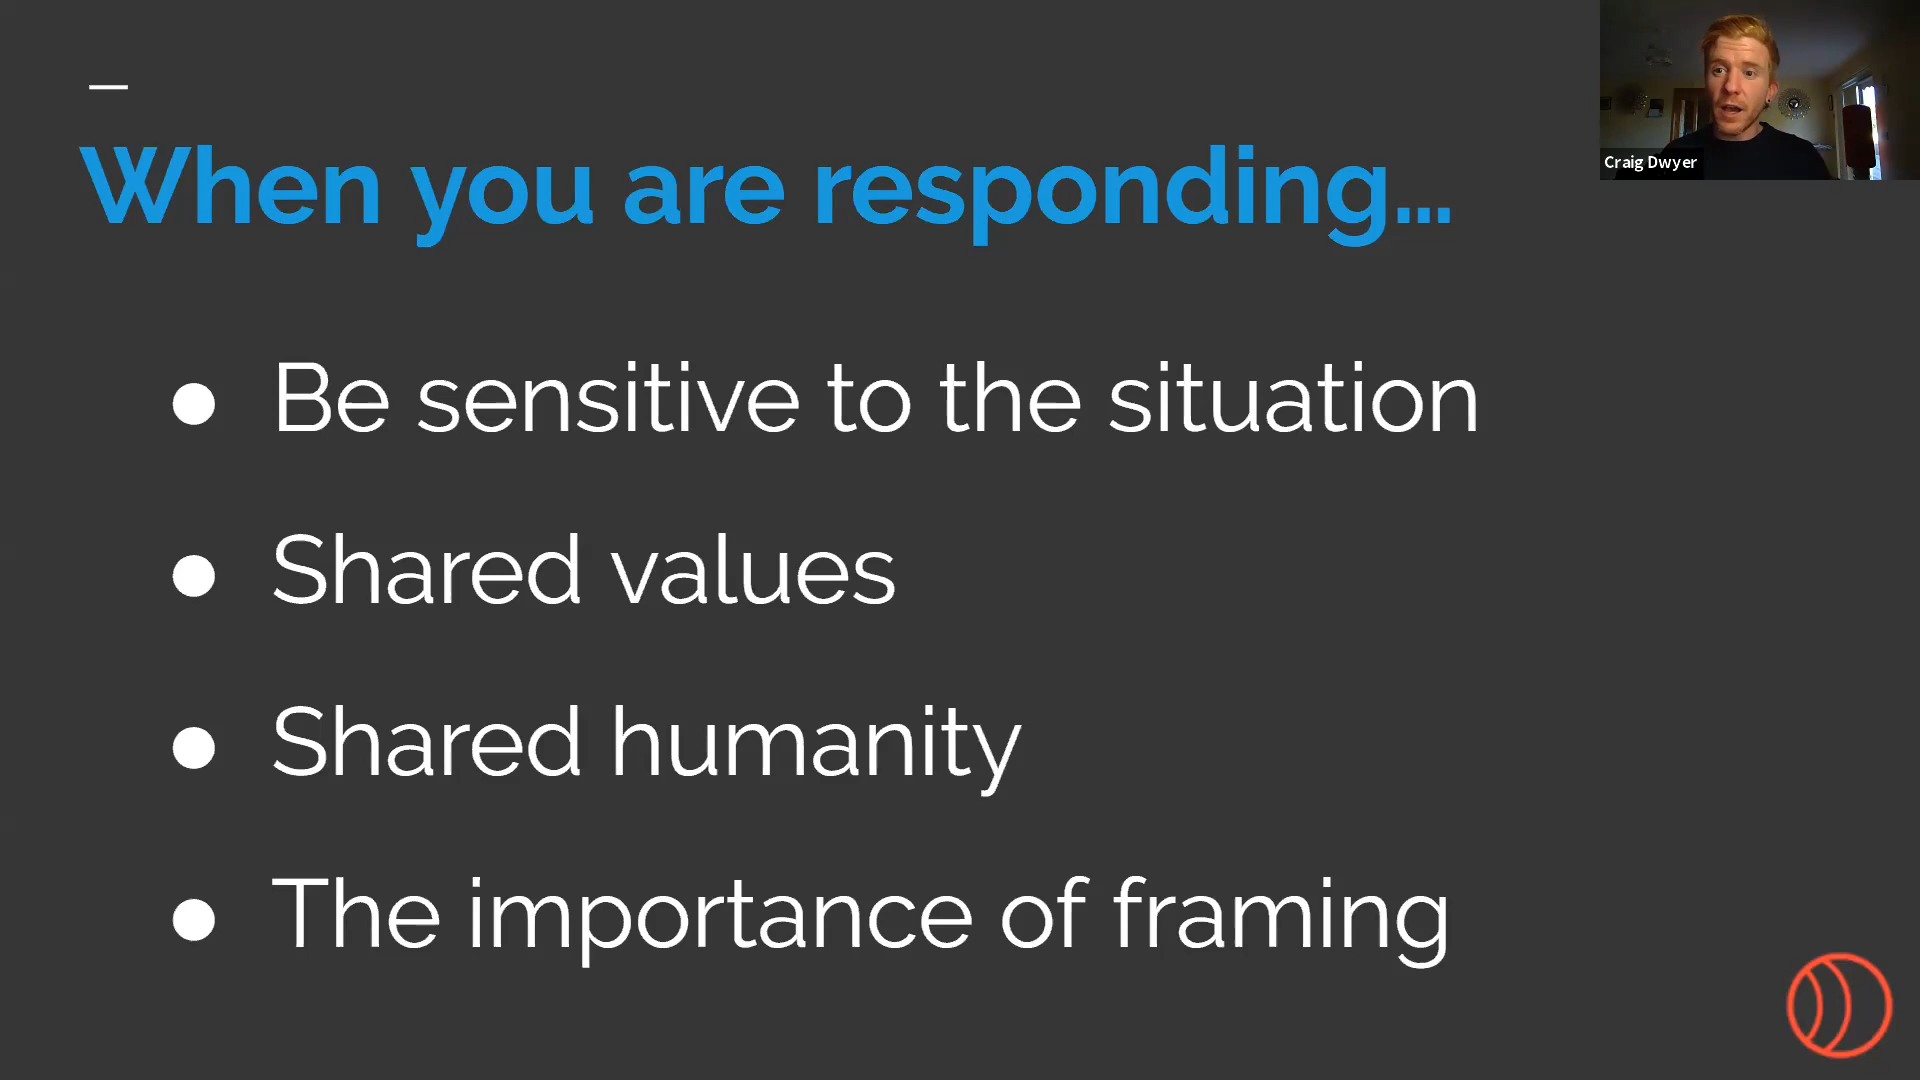 When you are responding...
● Be sensitive to the situation
● Shared values
● Shared humanity
● The importance of framing
Craig Dwyer